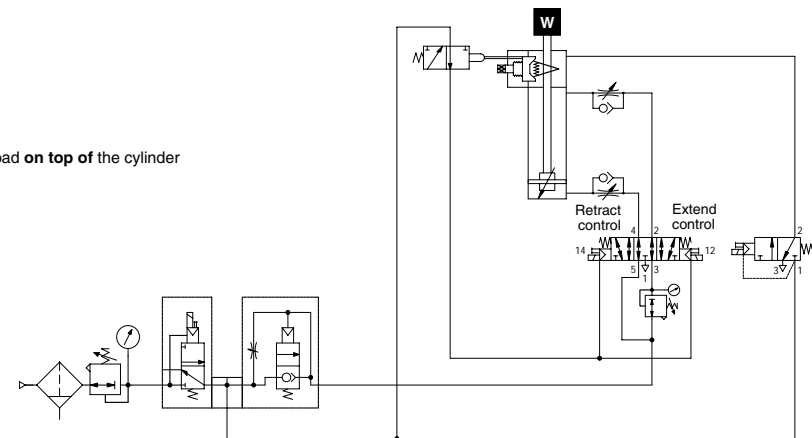 W
oad on top of the cylinder
Retract control
Extend control
4 2
14
12
5 3
1
2
3 1